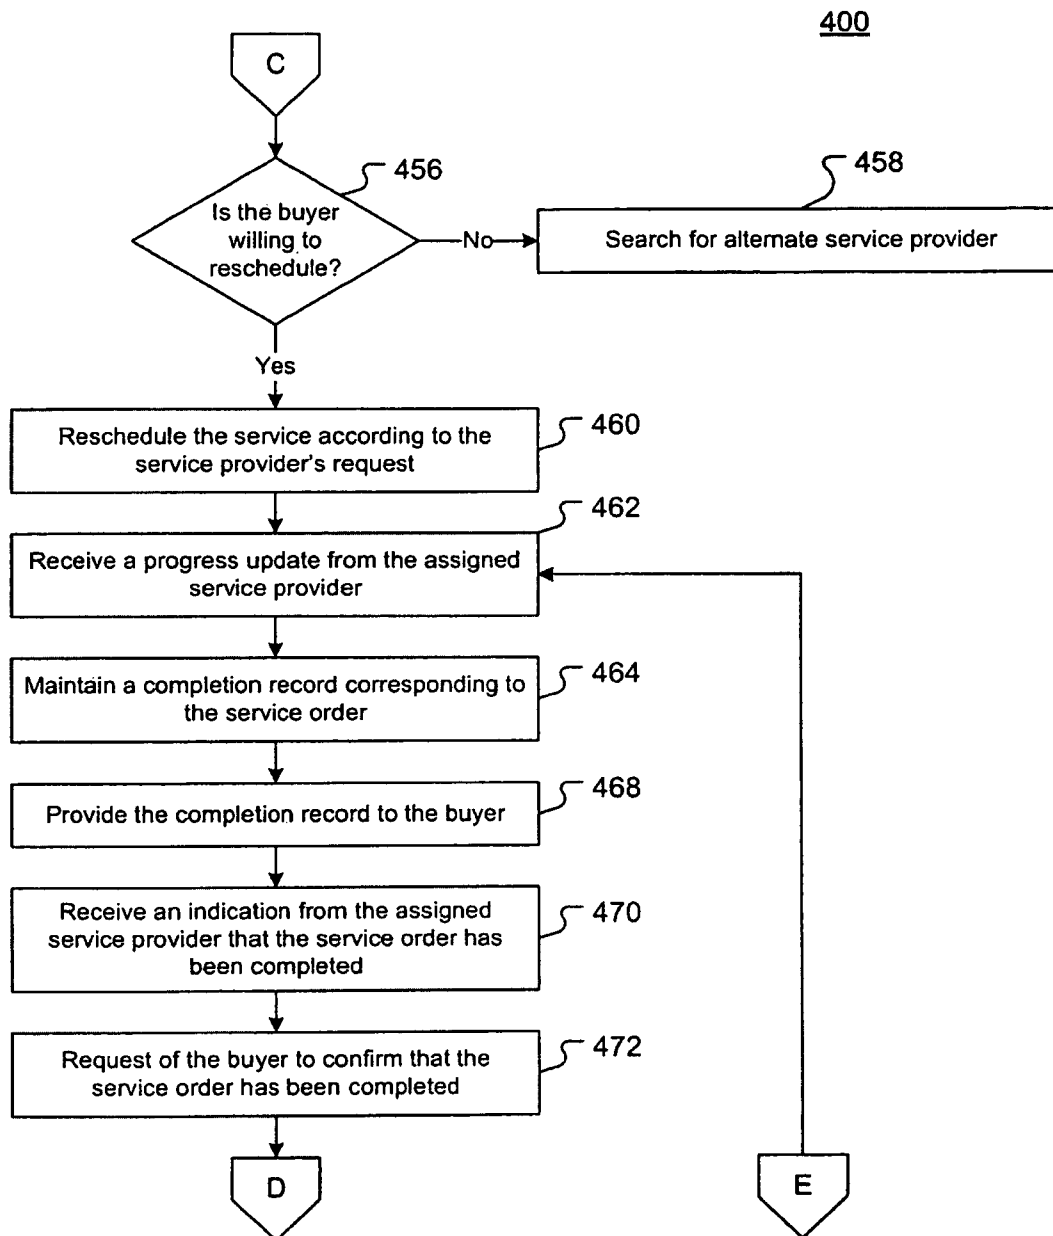 400
C
456
Is the buyer
willing to
reschedule?
No
458
Search for alternate service provider
Yes
460
Reschedule the service according to the
service provider's request
462
Receive a progress update from the assigned
service provider
464
Maintain a completion record corresponding to
the service order
468
Provide the completion record to the buyer
470
Receive an indication from the assigned
service provider that the service order has
been completed
472
Request of the buyer to confirm that the
service order has been completed
D
E